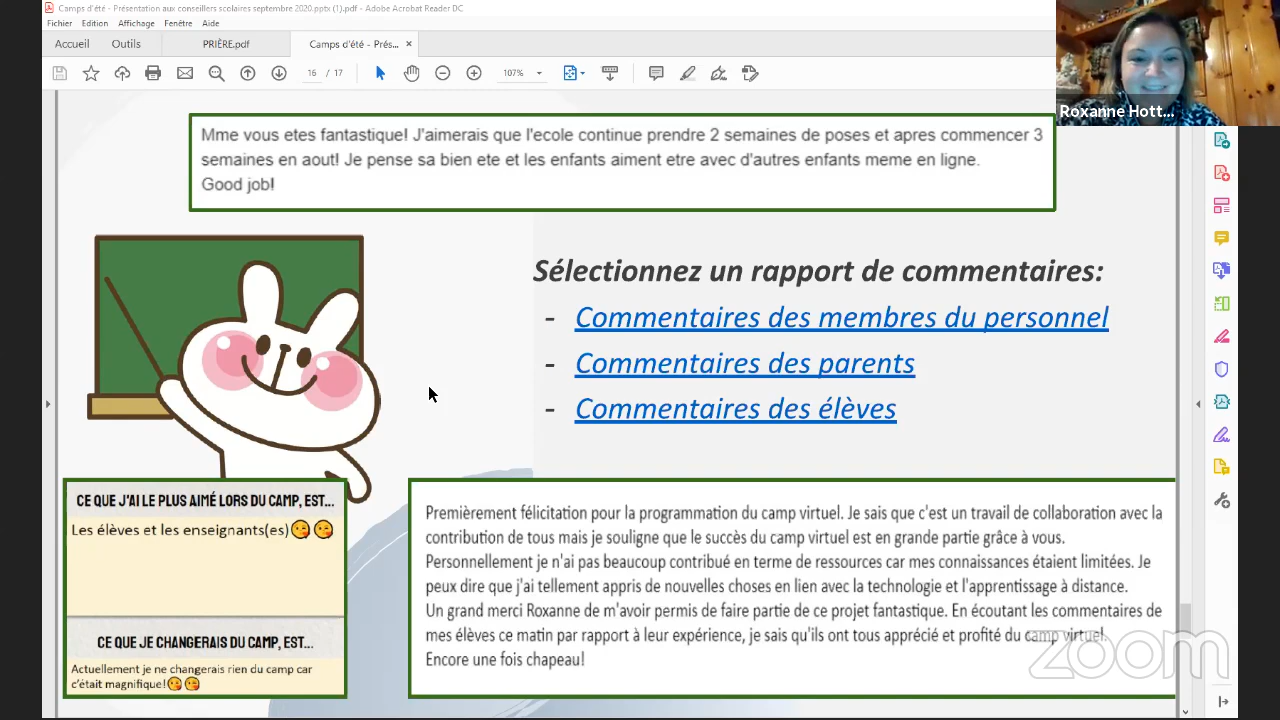 Camps d'été - Présentation aux conseillers scolaires septembre 2020.pptx (1).pdf - Adobe Acrobat Reader DC
Fichier Edition Affichage Fenêtre Aide
Accueil Outils PRIÈRE.pdf Camps d'été - Prés... ×
16 / 17 107%
Roxanne Hott...
Mme vous etes fantastique! J'aimerais que l'ecole continue prendre 2 semaines de poses et apres commencer 3
semaines en aout! Je pense sa bien ete et les enfants aiment etre avec d'autres enfants meme en ligne.
Good job!
Sélectionnez un rapport de commentaires:
- Commentaires des membres du personnel
- Commentaires des parents
- Commentaires des élèves
CE QUE J'AI LE PLUS AIMÉ LORS DU CAMP, EST...
Les élèves et les enseignants(es)😘😘
CE QUE JE CHANGERAIS DU CAMP, EST...
Actuellement je ne changerais rien du camp car
c'était magnifique!😘😘
Premièrement félicitation pour la programmation du camp virtuel. Je sais que c'est un travail de collaboration avec la
contribution de tous mais je souligne que le succès du camp virtuel est en grande partie grâce à vous.
Personnellement je n'ai pas beaucoup contribué en terme de ressources car mes connaissances étaient limitées. Je
peux dire que j'ai tellement appris de nouvelles choses en lien avec la technologie et l'apprentissage à distance.
Un grand merci Roxanne de m'avoir permis de faire partie de ce projet fantastique. En écoutant les commentaires de
mes élèves ce matin par rapport à leur expérience, je sais qu'ils ont tous apprécié et profité du camp virtuel.
Encore une fois chapeau!
zoom